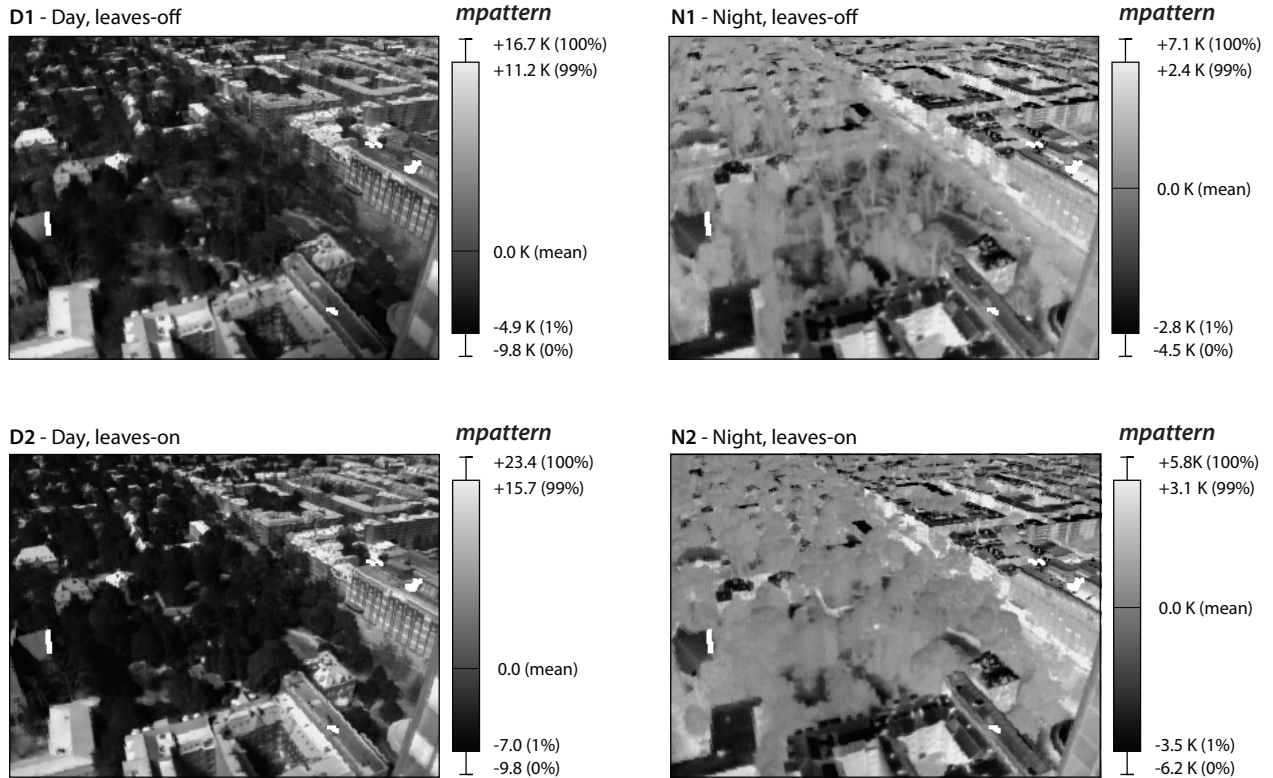 D1 - Day, leaves-off
mpattern
+16.7 K (100%)
+11.2 K (99%)
0.0 K (mean)
-4.9 K (1%)
-9.8 K (0%)
N1 - Night, leaves-off
mpattern
+7.1 K (100%)
+2.4 K (99%)
0.0 K (mean)
-2.8 K (1%)
-4.5 K (0%)
D2 - Day, leaves-on
mpattern
+23.4 (100%)
+15.7 (99%)
0.0 (mean)
-7.0 (1%)
-9.8 (0%)
N2 - Night, leaves-on
mpattern
+5.8K (100%)
+3.1 K (99%)
0.0 K (mean)
-3.5 K (1%)
-6.2 K (0%)